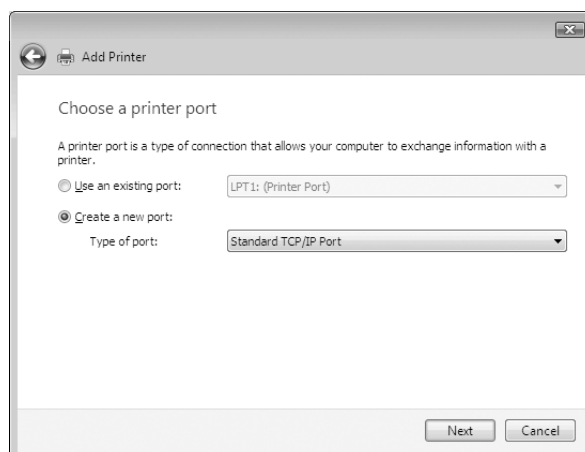 Add Printer
Choose a printer port
A printer port is a type of connection that allows your computer to exchange information with a
printer.
Use an existing port: LPT1: (Printer Port)
Create a new port:
Type of port: Standard TCP/IP Port
Next Cancel